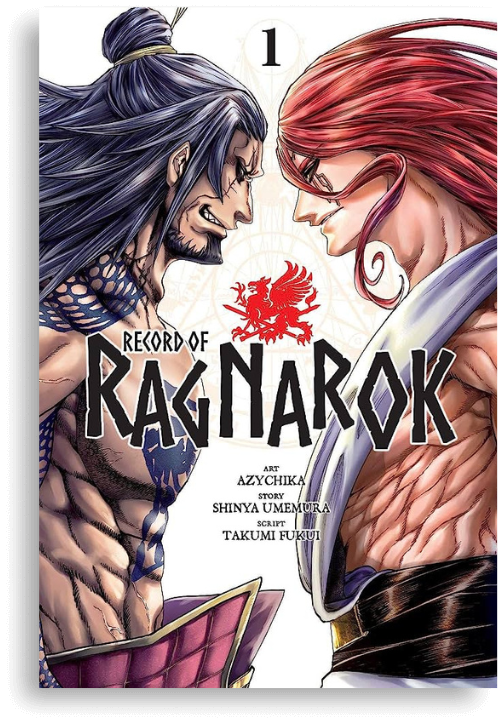 1
RECORD OF
RAGNAROK
ART
AZYCHIKA
STORY
SHINYA UMEMURA
SCRIPT
TAKUMI FUKUI